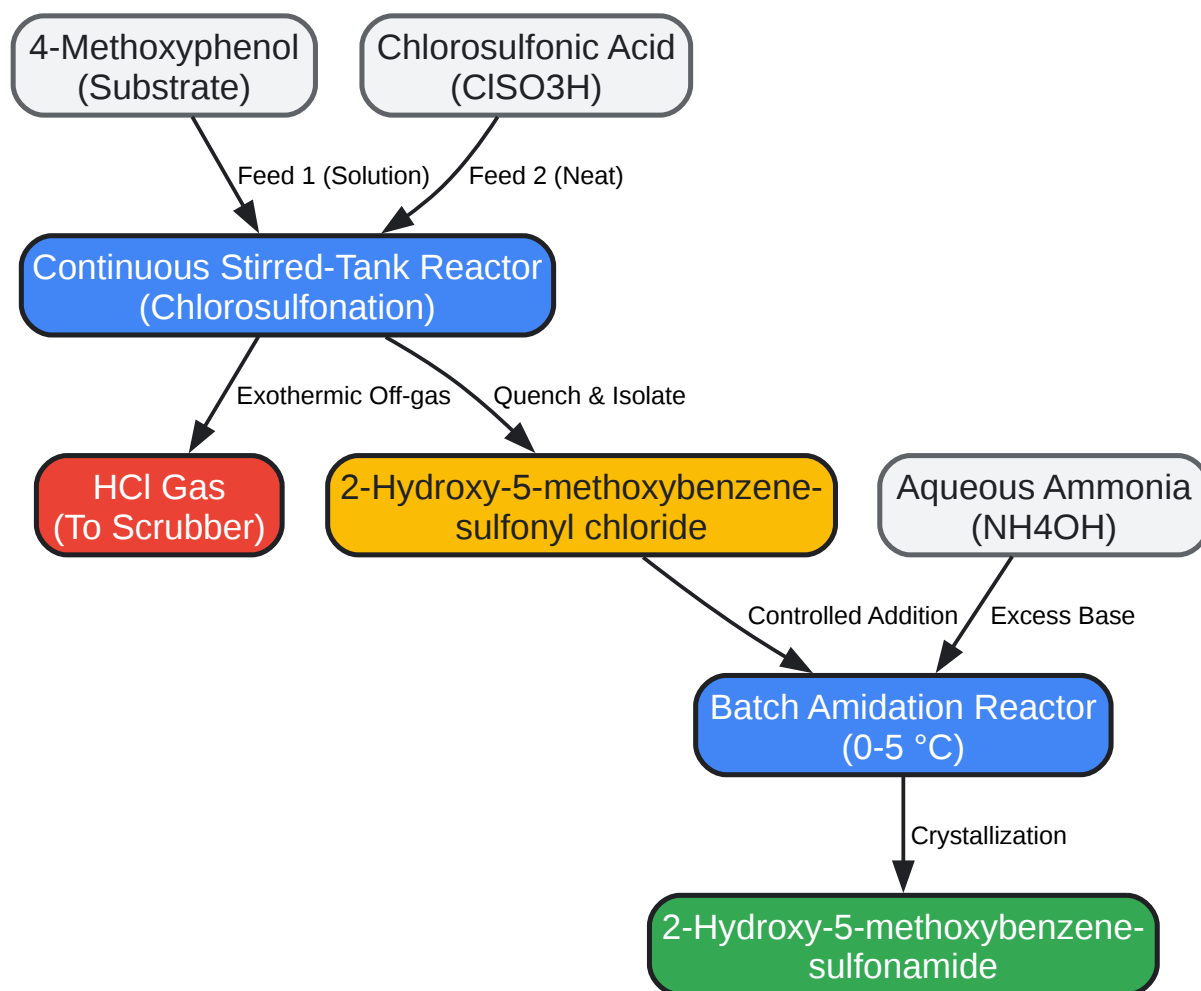 4-Methoxyphenol
(Substrate)
Chlorosulfonic Acid
(ClSO3H)
Feed 1 (Solution)
Feed 2 (Neat)
Continuous Stirred-Tank Reactor
(Chlorosulfonation)
Exothermic Off-gas
Quench & Isolate
HCl Gas
(To Scrubber)
2-Hydroxy-5-methoxybenzene-
sulfonyl chloride
Aqueous Ammonia
(NH4OH)
Controlled Addition
Excess Base
Batch Amidation Reactor
(0-5 °C)
Crystallization
2-Hydroxy-5-methoxybenzene-
sulfonamide